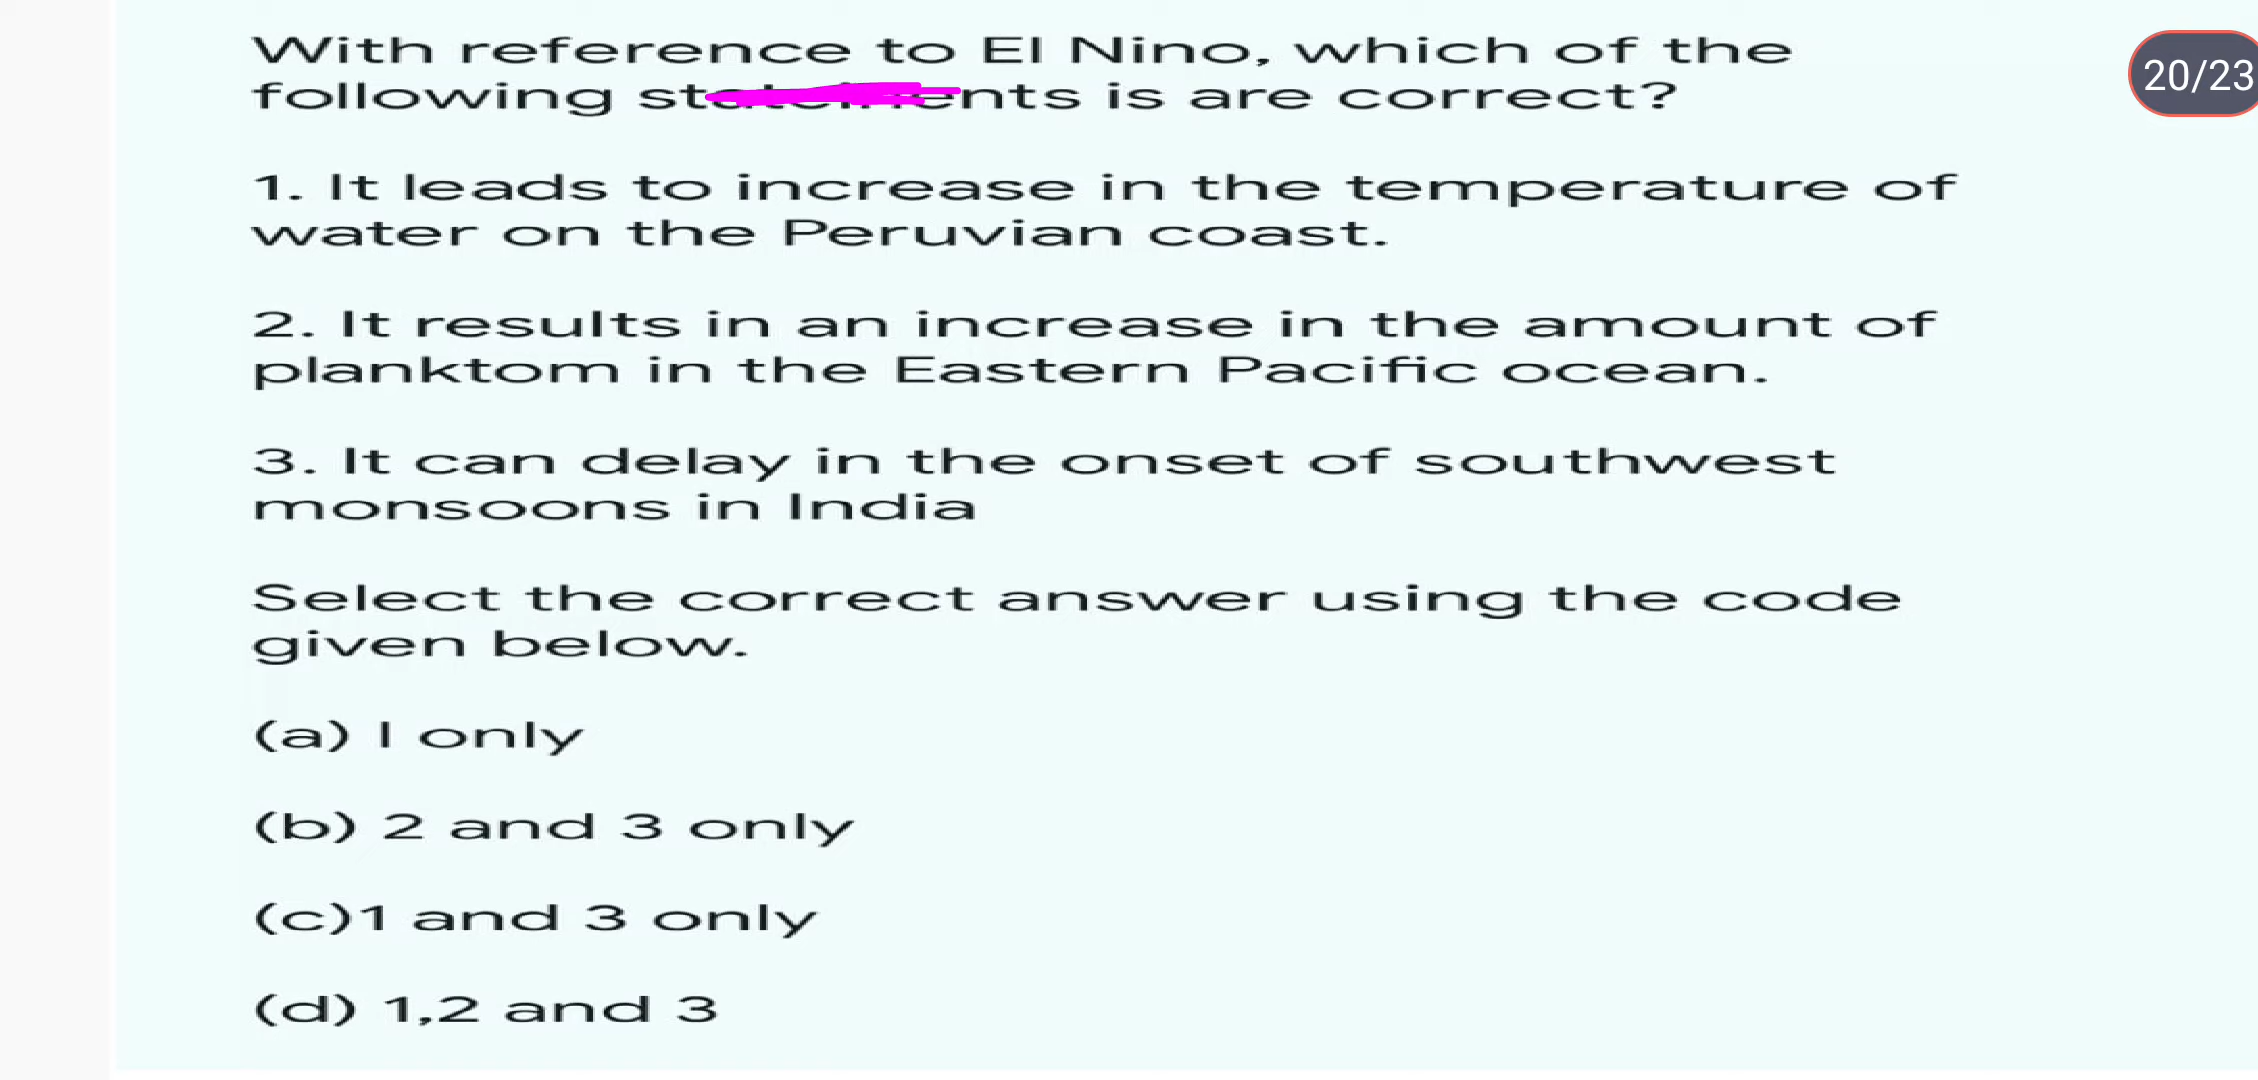 With reference to El Nino, which of the
20/23
following statements is are correct?
1. It leads to increase in the temperature of
water on the Peruvian coast.
2. It results in an increase in the amount of
planktom in the Eastern Pacific ocean.
3. It can delay in the onset of southwest
monsoons in India
Select the correct answer using the code
given below.
(a) I only
(b) 2 and 3 only
(c)1 and 3 only
(d) 1,2 and 3